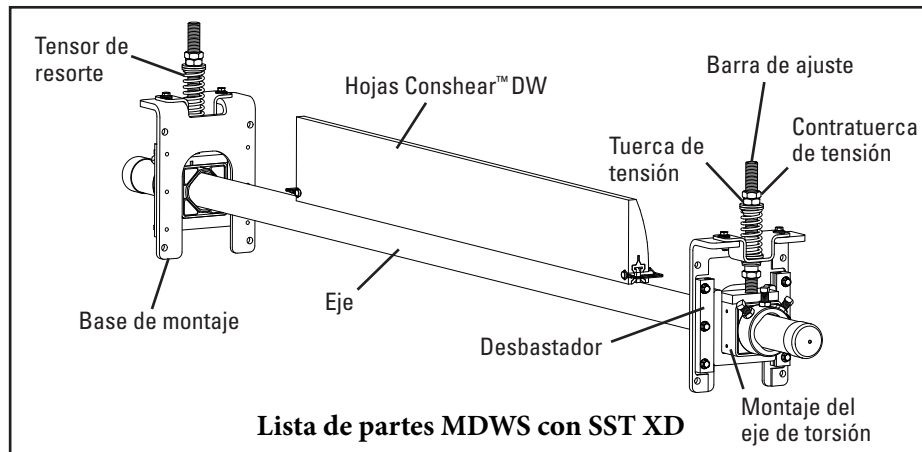 Tensor de
resorte
Hojas Conshear™ DW
Barra de ajuste
Tuerca de
tensión
Contratuerca
de tensión
Base de montaje
Eje
Desbastador
Montaje del
eje de torsión
Lista de partes MDWS con SST XD